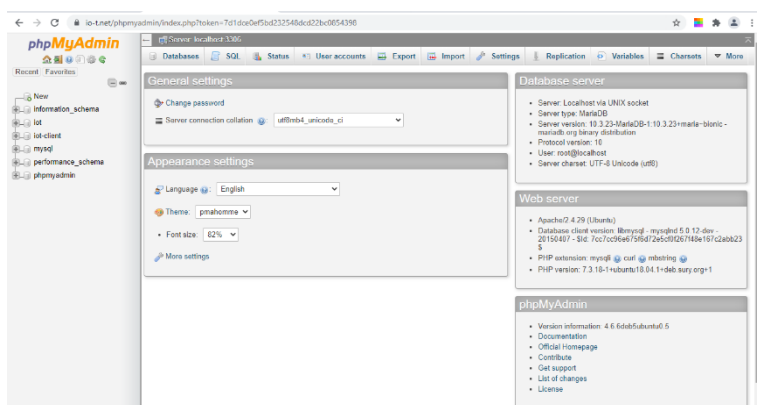 io-t.net/phpmyadmin/index.php?token=7d1dce0ef5bd232548dcd22bc0854398
phpMyAdmin
Recent Favorites
New
information_schema
iot
iot-client
mysql
performance_schema
phpmyadmin
Server: localhost:3306
Databases SQL Status User accounts Export Import Settings Replication Variables Charsets More
General settings
Change password
Server connection collation : utf8mb4_unicode_ci
Appearance settings
Language : English
Theme: pmahomme
Font size: 82%
More settings
Database server
Server: Localhost via UNIX socket
Server type: MariaDB
Server version: 10.3.23-MariaDB-1:10.3.23+maria~bionic -
mariadb.org binary distribution
Protocol version: 10
User: root@localhost
Server charset: UTF-8 Unicode (utf8)
Web server
Apache/2.4.29 (Ubuntu)
Database client version: libmysql - mysqlnd 5.0.12-dev -
20150407 - $Id: 7cc7cc96e675f6d72e5cf0f267f48e167c2abb23
$
PHP extension: mysqli curl mbstring
PHP version: 7.3.18-1+ubuntu18.04.1+deb.sury.org+1
phpMyAdmin
Version information: 4.6.6deb5ubuntu0.5
Documentation
Official Homepage
Contribute
Get support
List of changes
License